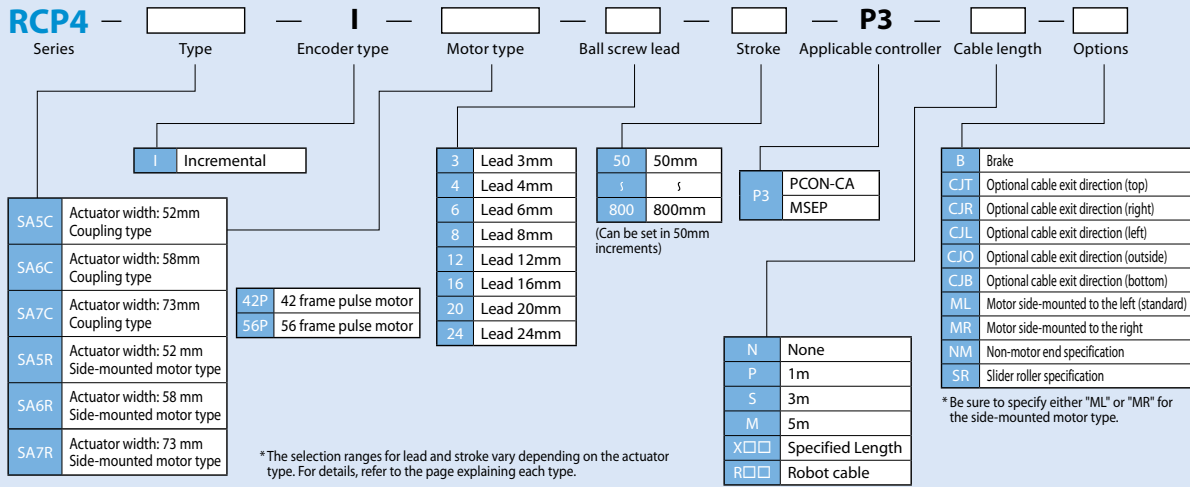 RCP4 — — I — — — — P3 — —
Series Type Encoder type Motor type Ball screw lead Stroke Applicable controller Cable length Options
SA5C Actuator width: 52mm
Coupling type
SA6C Actuator width: 58mm
Coupling type
SA7C Actuator width: 73mm
Coupling type
SA5R Actuator width: 52 mm
Side-mounted motor type
SA6R Actuator width: 58 mm
Side-mounted motor type
SA7R Actuator width: 73 mm
Side-mounted motor type
I Incremental
42P 42 frame pulse motor
56P 56 frame pulse motor
3 Lead 3mm
4 Lead 4mm
6 Lead 6mm
8 Lead 8mm
12 Lead 12mm
16 Lead 16mm
20 Lead 20mm
24 Lead 24mm
50 50mm
≀ ≀
800 800mm
(Can be set in 50mm
increments)
P3 PCON-CA
MSEP
N None
P 1m
S 3m
M 5m
X□□ Specified Length
R□□ Robot cable
B Brake
CJT Optional cable exit direction (top)
CJR Optional cable exit direction (right)
CJL Optional cable exit direction (left)
CJO Optional cable exit direction (outside)
CJB Optional cable exit direction (bottom)
ML Motor side-mounted to the left (standard)
MR Motor side-mounted to the right
NM Non-motor end specification
SR Slider roller specification
* Be sure to specify either "ML" or "MR" for
the side-mounted motor type.
* The selection ranges for lead and stroke vary depending on the actuator
type. For details, refer to the page explaining each type.